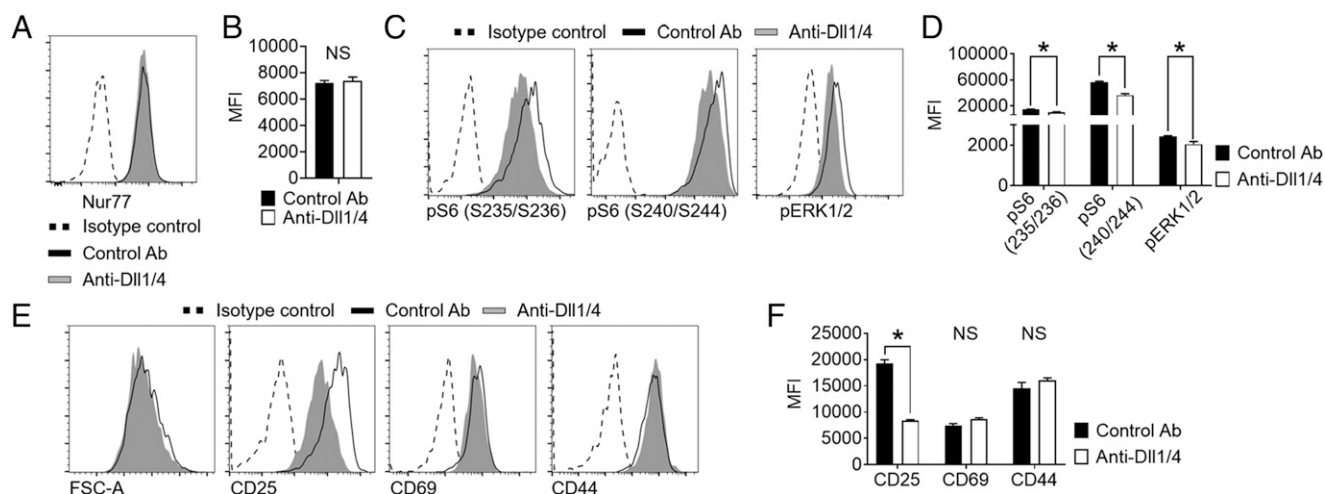 A
Nur77
Isotype control
Control Ab
Anti-Dll1/4
B
NS
MFI
10000
8000
6000
4000
2000
0
Control Ab
Anti-Dll1/4
C
Isotype control Control Ab Anti-Dll1/4
pS6 (S235/S236) pS6 (S240/S244) pERK1/2
D
MFI
100000
60000
20000
2000
0
* * *
pS6
(235/236)
pS6
(240/244)
pERK1/2
Control Ab
Anti-Dll1/4
E
Isotype control Control Ab Anti-Dll1/4
FSC-A CD25 CD69 CD44
F
MFI
25000
20000
15000
10000
5000
0
* NS NS
CD25 CD69 CD44
Control Ab
Anti-Dll1/4